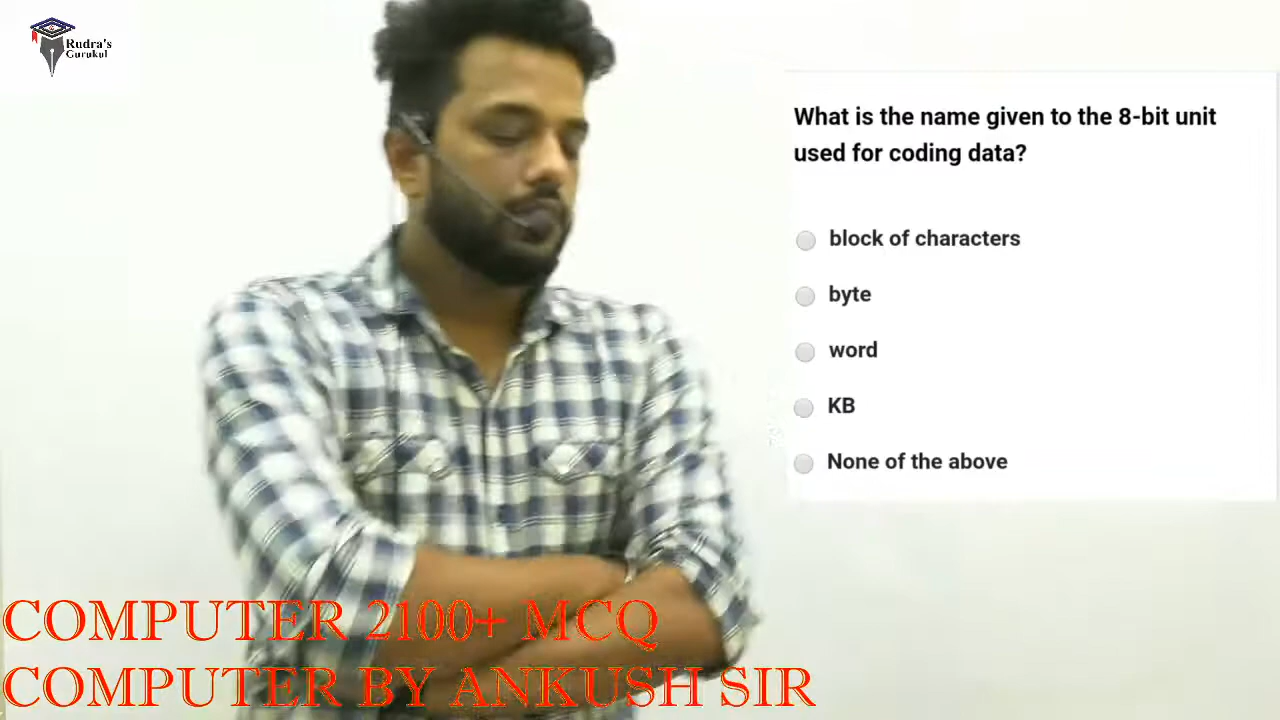 Rudra's
Gurukul
What is the name given to the 8-bit unit
used for coding data?
block of characters
byte
word
KB
None of the above
COMPUTER 2100+ MCQ
COMPUTER BY ANKUSH SIR